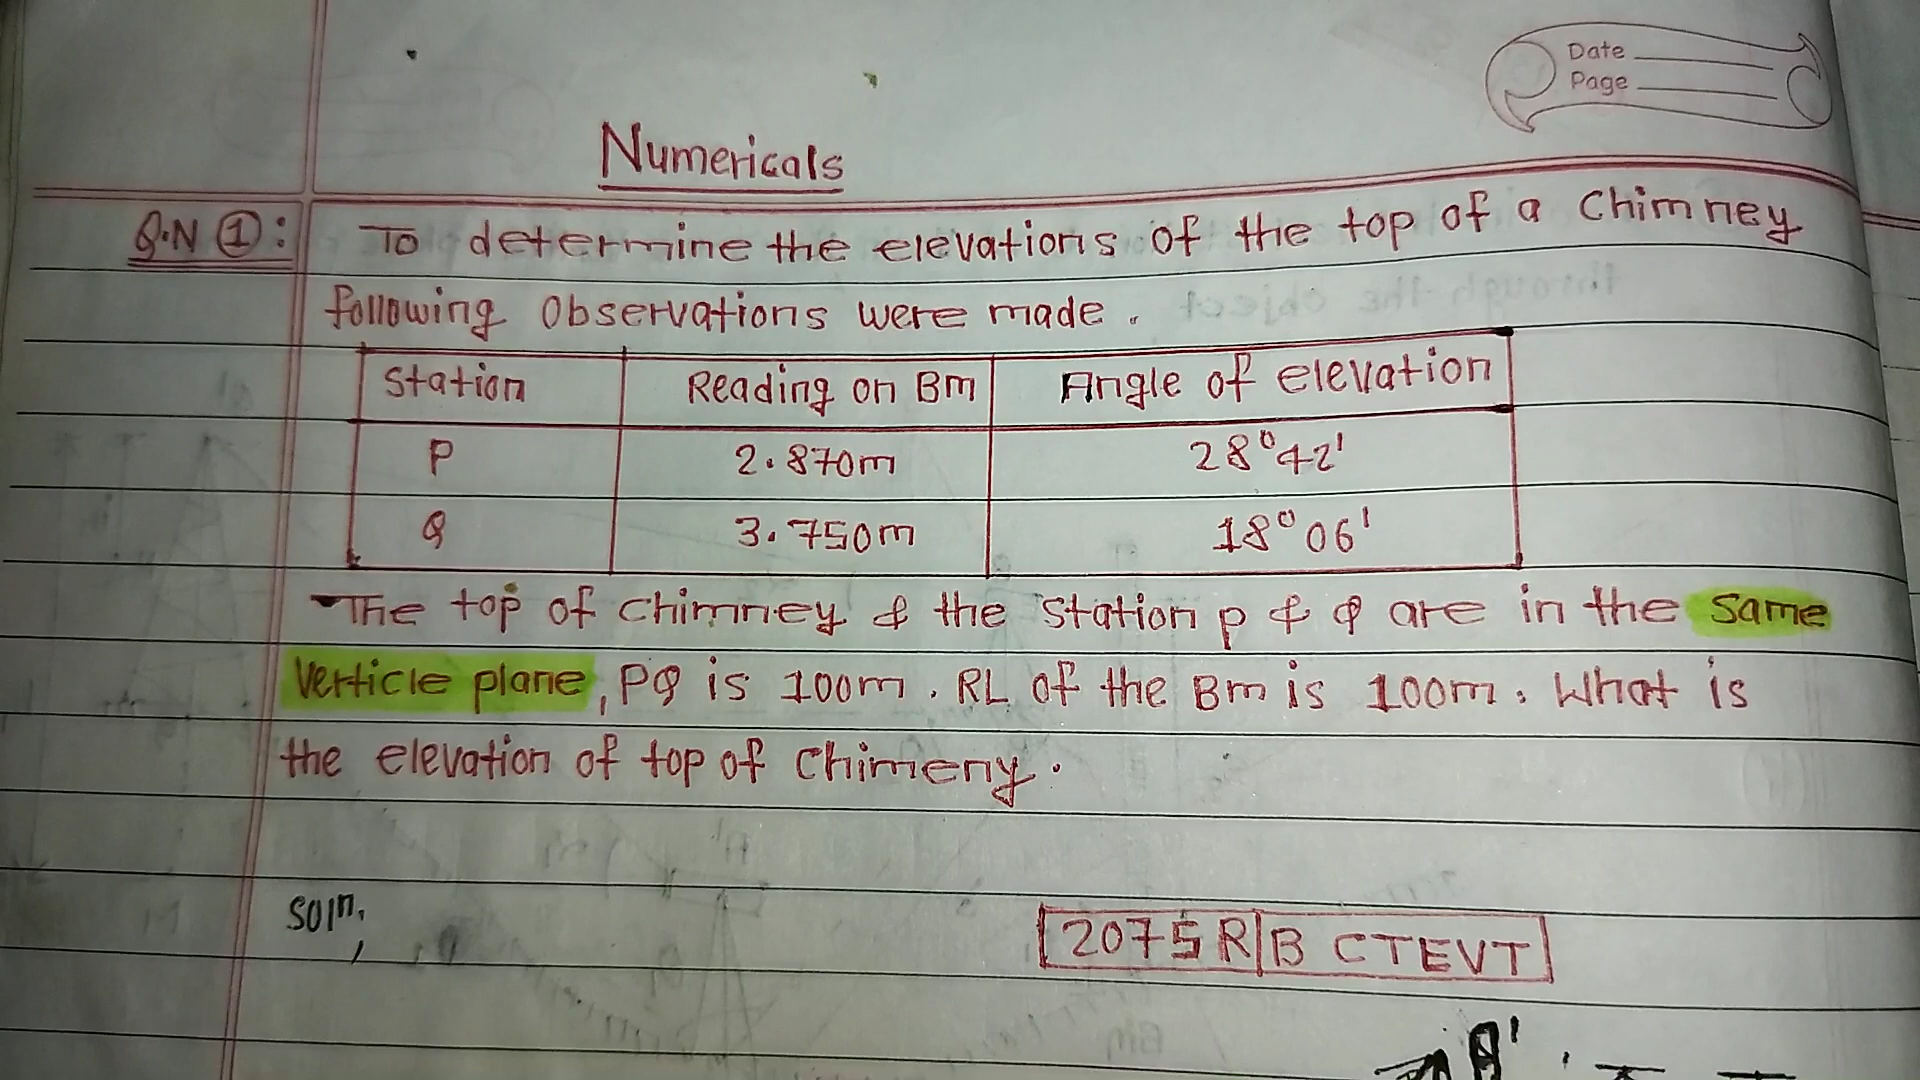 Date
Page
Numericals
Q.N ①: To determine the elevations of the top of a Chimney
following observations were made.
Station Reading on Bm Angle of elevation
P 2.870m 28°42'
Q 3.750m 18°06'
The top of chimney & the station p & Q are in the same
verticle plane, PQ is 100m. RL of the Bm is 100m. What is
the elevation of top of chimeny.
Soln,
2075 R|B CTEVT
A'